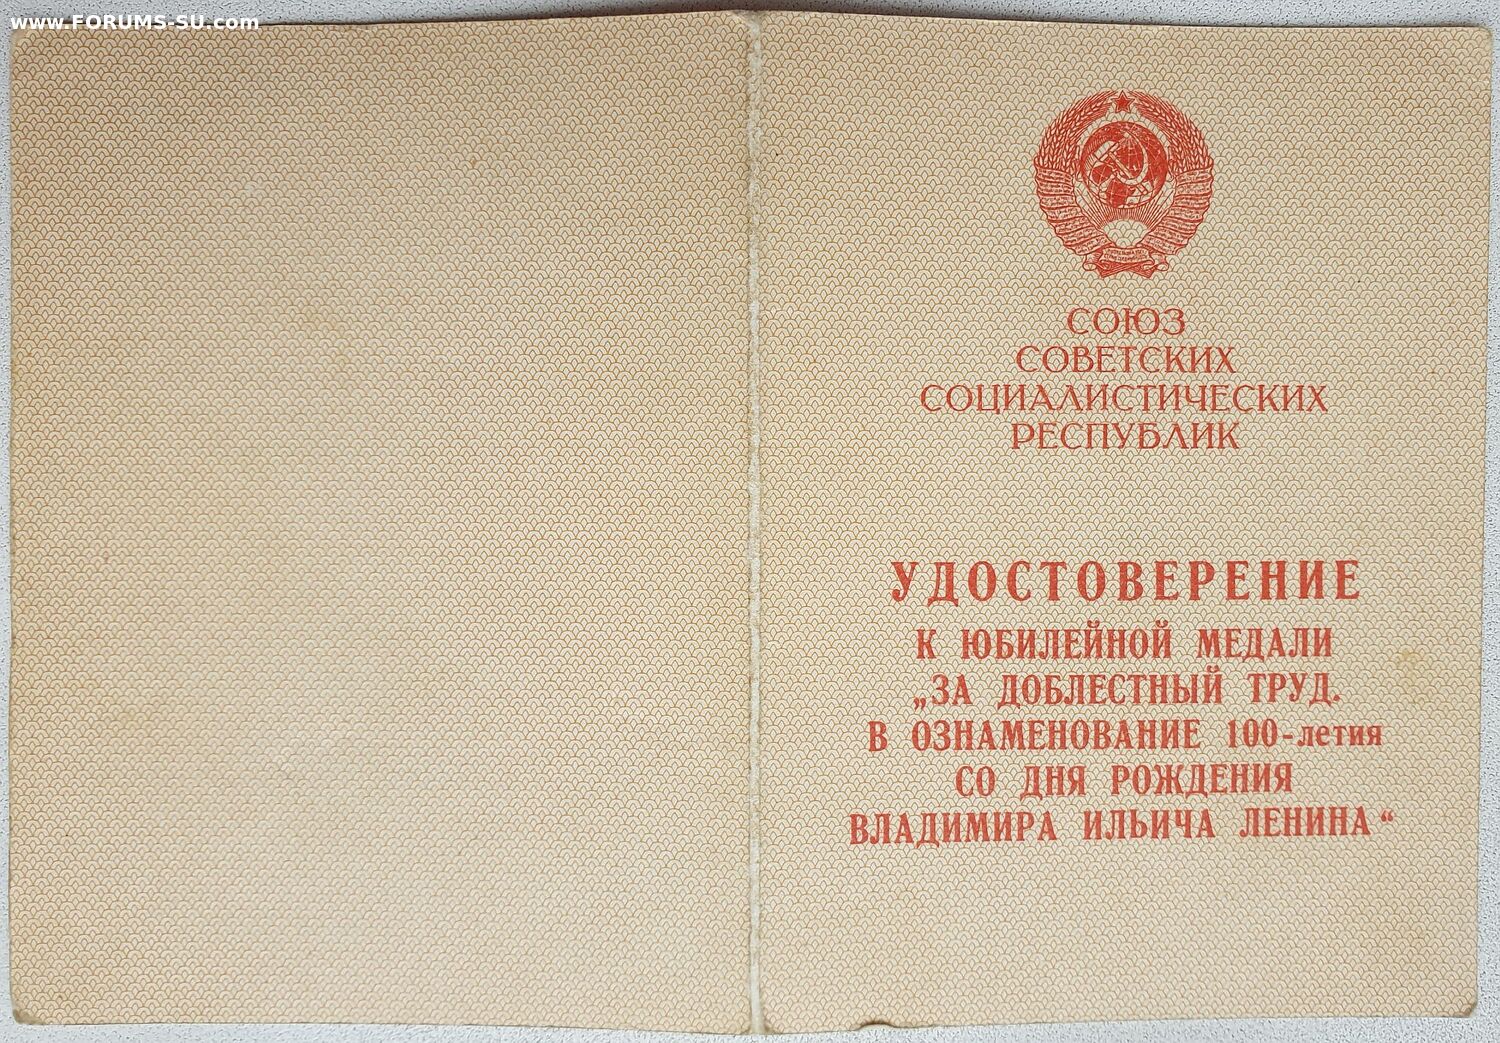 www.FORUMS-SU.com
СОЮЗ
СОВЕТСКИХ
СОЦИАЛИСТИЧЕСКИХ
РЕСПУБЛИК
УДОСТОВЕРЕНИЕ
К ЮБИЛЕЙНОЙ МЕДАЛИ
„ЗА ДОБЛЕСТНЫЙ ТРУД.
В ОЗНАМЕНОВАНИЕ 100-летия
СО ДНЯ РОЖДЕНИЯ
ВЛАДИМИРА ИЛЬИЧА ЛЕНИНА“